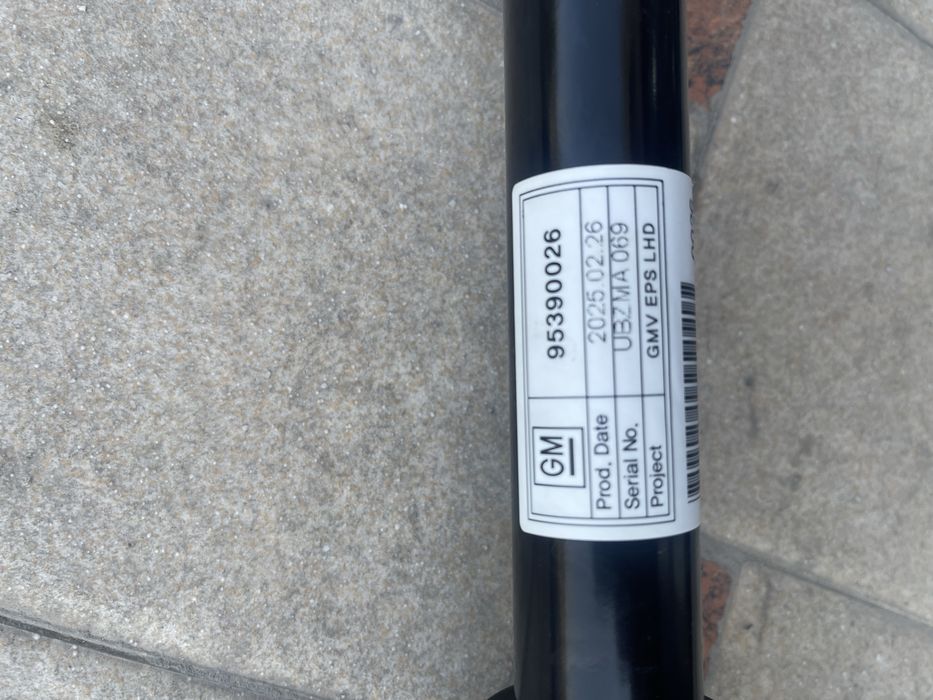 GM 95390026
Prod. Date 2025.02.26
Serial No. UBZMA 069
Project GMV EPS LHD